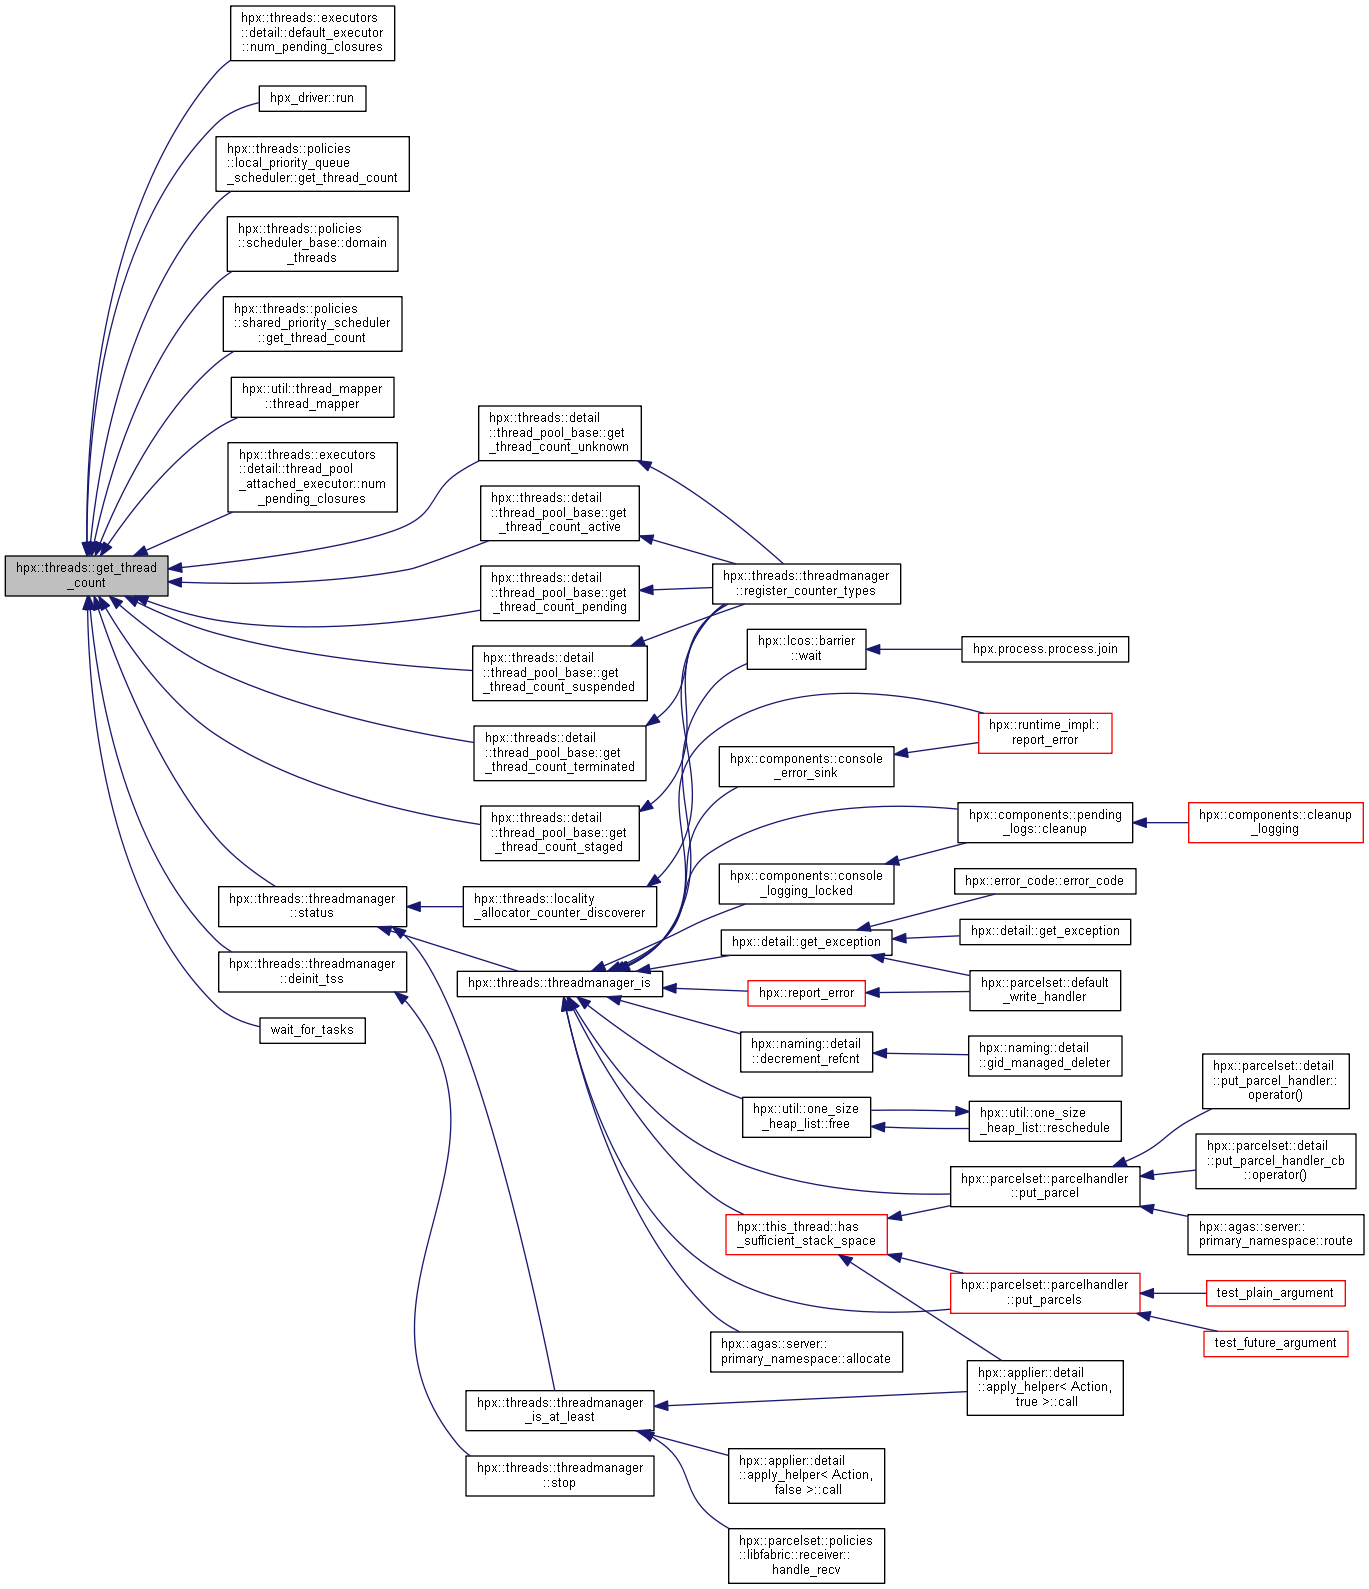 hpx::threads::executors
::detail::default_executor
::num_pending_closures
hpx_driver::run
hpx::threads::policies
::local_priority_queue
_scheduler::get_thread_count
hpx::threads::policies
::scheduler_base::domain
_threads
hpx::threads::policies
::shared_priority_scheduler
::get_thread_count
hpx::util::thread_mapper
::thread_mapper
hpx::threads::executors
::detail::thread_pool
_attached_executor::num
_pending_closures
hpx::threads::get_thread
_count
hpx::threads::threadmanager
::status
hpx::threads::threadmanager
::deinit_tss
wait_for_tasks
hpx::threads::detail
::thread_pool_base::get
_thread_count_unknown
hpx::threads::detail
::thread_pool_base::get
_thread_count_active
hpx::threads::detail
::thread_pool_base::get
_thread_count_pending
hpx::threads::detail
::thread_pool_base::get
_thread_count_suspended
hpx::threads::detail
::thread_pool_base::get
_thread_count_terminated
hpx::threads::detail
::thread_pool_base::get
_thread_count_staged
hpx::threads::locality
_allocator_counter_discoverer
hpx::threads::threadmanager_is
hpx::threads::threadmanager
_is_at_least
hpx::threads::threadmanager
::stop
hpx::threads::threadmanager
::register_counter_types
hpx::lcos::barrier
::wait
hpx::components::console
_error_sink
hpx::components::console
_logging_locked
hpx::detail::get_exception
hpx::report_error
hpx::naming::detail
::decrement_refcnt
hpx::util::one_size
_heap_list::free
hpx::this_thread::has
_sufficient_stack_space
hpx::agas::server::
primary_namespace::allocate
hpx::applier::detail
::apply_helper< Action,
false >::call
hpx::parcelset::policies
::libfabric::receiver::
handle_recv
hpx.process.process.join
hpx::runtime_impl::
report_error
hpx::components::pending
_logs::cleanup
hpx::error_code::error_code
hpx::detail::get_exception
hpx::parcelset::default
_write_handler
hpx::naming::detail
::gid_managed_deleter
hpx::util::one_size
_heap_list::reschedule
hpx::parcelset::parcelhandler
::put_parcel
hpx::parcelset::parcelhandler
::put_parcels
hpx::applier::detail
::apply_helper< Action,
true >::call
hpx::components::cleanup
_logging
hpx::parcelset::detail
::put_parcel_handler::
operator()
hpx::parcelset::detail
::put_parcel_handler_cb
::operator()
hpx::agas::server::
primary_namespace::route
test_plain_argument
test_future_argument